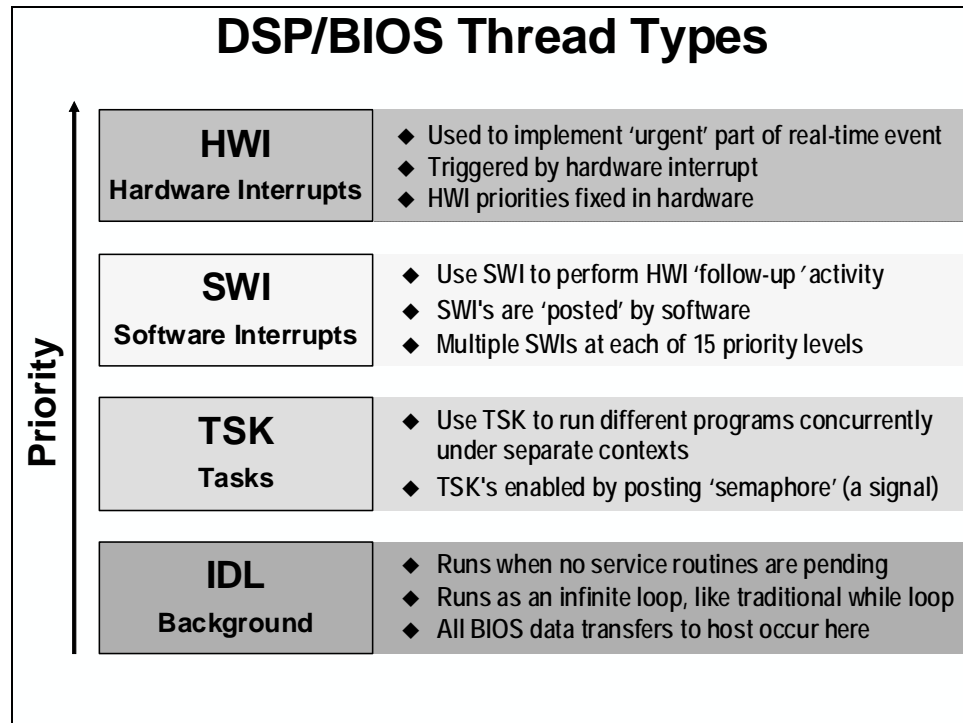 DSP/BIOS Thread Types
Priority
HWI
Hardware Interrupts
◆ Used to implement ‘urgent’ part of real-time event
◆ Triggered by hardware interrupt
◆ HWI priorities fixed in hardware
SWI
Software Interrupts
◆ Use SWI to perform HWI ‘follow-up’ activity
◆ SWI's are ‘posted’ by software
◆ Multiple SWIs at each of 15 priority levels
TSK
Tasks
◆ Use TSK to run different programs concurrently
under separate contexts
◆ TSK's enabled by posting ‘semaphore’ (a signal)
IDL
Background
◆ Runs when no service routines are pending
◆ Runs as an infinite loop, like traditional while loop
◆ All BIOS data transfers to host occur here